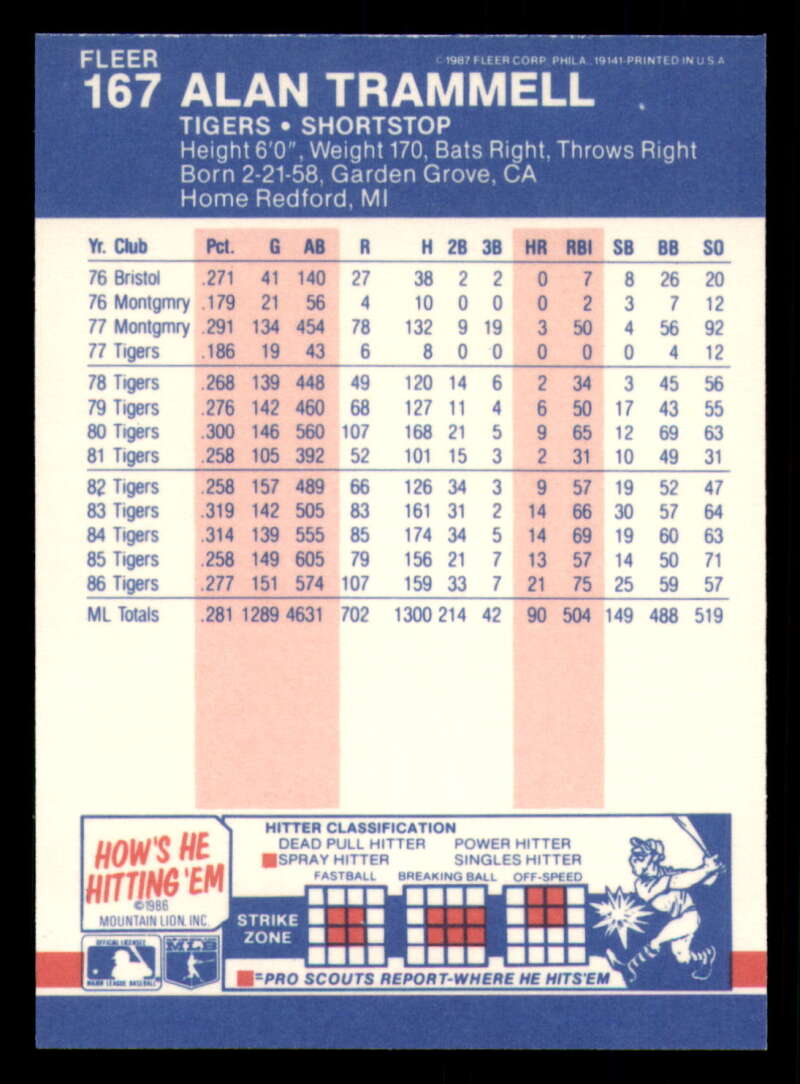 FLEER
©1987 FLEER CORP. PHILA., 19141-PRINTED IN U S A
167 ALAN TRAMMELL
TIGERS • SHORTSTOP
Height 6'0", Weight 170, Bats Right, Throws Right
Born 2-21-58, Garden Grove, CA
Home Redford, MI
Yr. Club Pct. G AB R H 2B 3B HR RBI SB BB SO
76 Bristol .271 41 140 27 38 2 2 0 7 8 26 20
76 Montgmry .179 21 56 4 10 0 0 0 2 3 7 12
77 Montgmry .291 134 454 78 132 9 19 3 50 4 56 92
77 Tigers .186 19 43 6 8 0 0 0 0 0 4 12
78 Tigers .268 139 448 49 120 14 6 2 34 3 45 56
79 Tigers .276 142 460 68 127 11 4 6 50 17 43 55
80 Tigers .300 146 560 107 168 21 5 9 65 12 69 63
81 Tigers .258 105 392 52 101 15 3 2 31 10 49 31
82 Tigers .258 157 489 66 126 34 3 9 57 19 52 47
83 Tigers .319 142 505 83 161 31 2 14 66 30 57 64
84 Tigers .314 139 555 85 174 34 5 14 69 19 60 63
85 Tigers .258 149 605 79 156 21 7 13 57 14 50 71
86 Tigers .277 151 574 107 159 33 7 21 75 25 59 57
ML Totals .281 1289 4631 702 1300 214 42 90 504 149 488 519
HOW'S HE
HITTING 'EM
©1986
MOUNTAIN LION, INC.
OFFICIAL LICENSEE
MAJOR LEAGUE BASEBALL
MLS
HITTER CLASSIFICATION
DEAD PULL HITTER POWER HITTER
SPRAY HITTER SINGLES HITTER
FASTBALL BREAKING BALL OFF-SPEED
STRIKE
ZONE
=PRO SCOUTS REPORT-WHERE HE HITS'EM